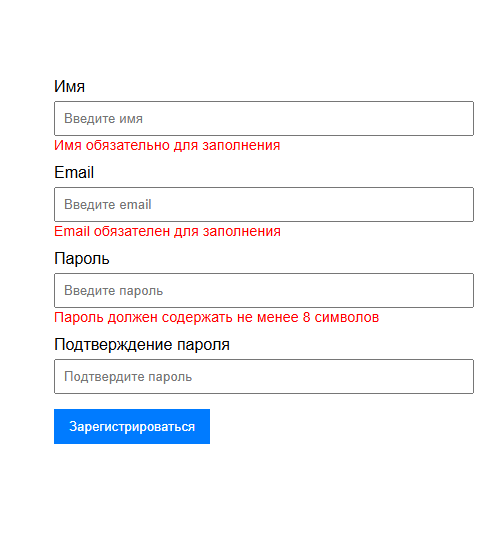 Имя
Введите имя
Имя обязательно для заполнения
Email
Введите email
Email обязателен для заполнения
Пароль
Введите пароль
Пароль должен содержать не менее 8 символов
Подтверждение пароля
Подтвердите пароль
Зарегистрироваться